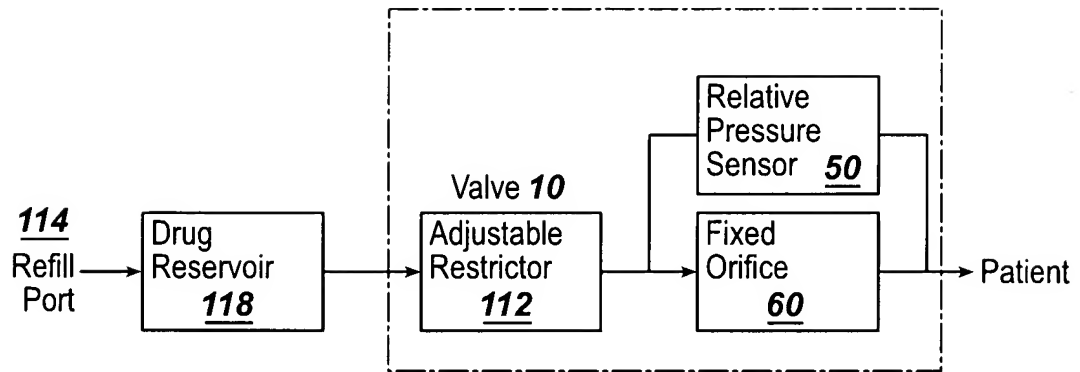 114
Refill
Port
Drug
Reservoir
118
Valve 10
Adjustable
Restrictor
112
Relative
Pressure
Sensor 50
Fixed
Orifice
60
Patient